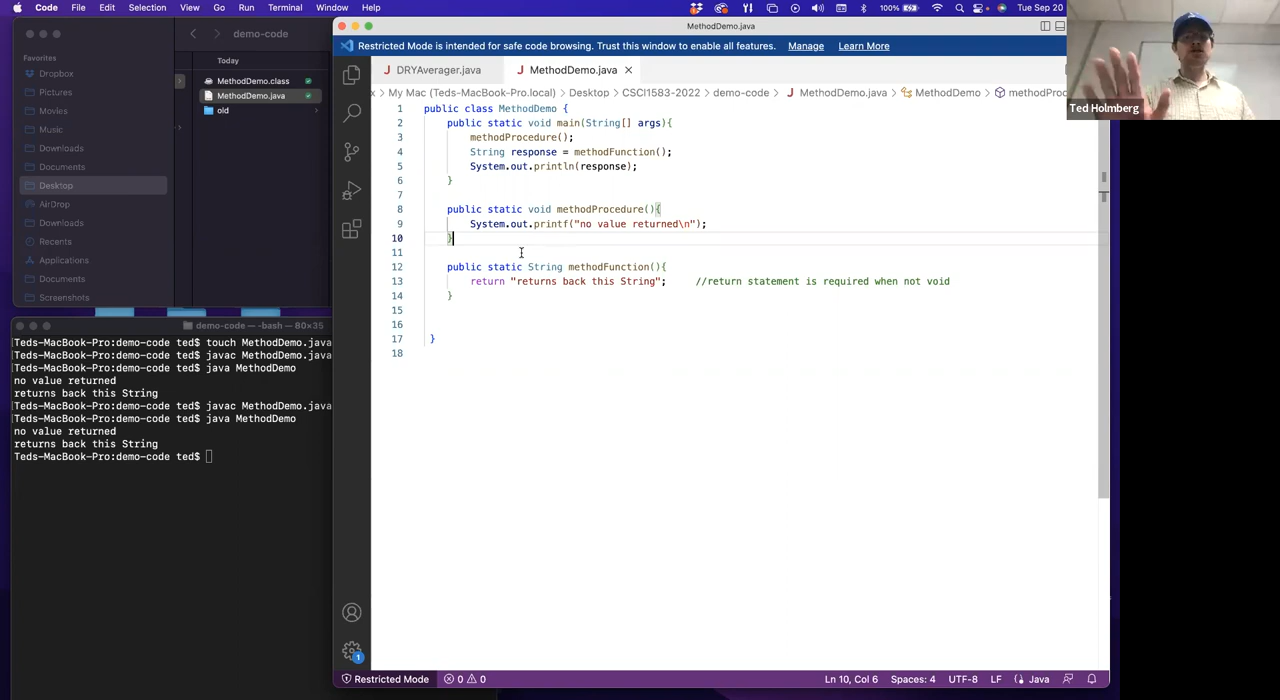 Code File Edit Selection View Go Run Terminal Window Help 100% Tue Sep 20
demo-code
Favorites
Dropbox
Pictures
Movies
Music
Downloads
Documents
Desktop
AirDrop
Downloads
Recents
Applications
Documents
Screenshots
Today
MethodDemo.class
MethodDemo.java
old
MethodDemo.java
Restricted Mode is intended for safe code browsing. Trust this window to enable all features. Manage Learn More
DRYAverager.java MethodDemo.java
x My Mac (Teds-MacBook-Pro.local) Desktop CSCI1583-2022 demo-code MethodDemo.java MethodDemo methodProc
1 public class MethodDemo {
2 public static void main(String[] args){
3 methodProcedure();
4 String response = methodFunction();
5 System.out.println(response);
6 }
7
8 public static void methodProcedure(){
9 System.out.printf("no value returned\n");
10 }
11
12 public static String methodFunction(){
13 return "returns back this String"; //return statement is required when not void
14 }
15
16
17 }
18
Ted Holmberg
demo-code — -bash — 80×35
[Teds-MacBook-Pro:demo-code ted$ touch MethodDemo.java
[Teds-MacBook-Pro:demo-code ted$ javac MethodDemo.java
[Teds-MacBook-Pro:demo-code ted$ java MethodDemo
no value returned
returns back this String
[Teds-MacBook-Pro:demo-code ted$ javac MethodDemo.java
[Teds-MacBook-Pro:demo-code ted$ java MethodDemo
no value returned
returns back this String
Teds-MacBook-Pro:demo-code ted$
1
Restricted Mode 0 0 Ln 10, Col 6 Spaces: 4 UTF-8 LF Java